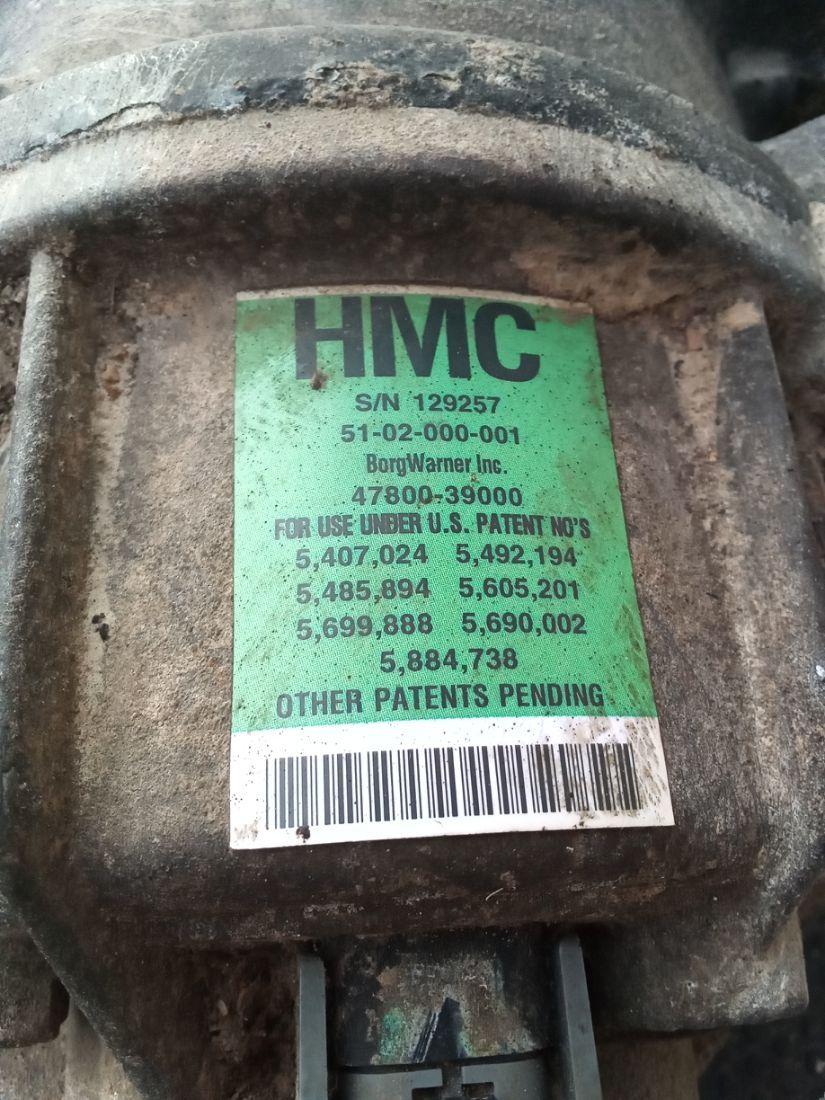 HMC
S/N 129257
51-02-000-001
BorgWarner Inc.
47800-39000
FOR USE UNDER U.S. PATENT NO'S
5,407,024 5,492,194
5,485,894 5,605,201
5,699,888 5,690,002
5,884,738
OTHER PATENTS PENDING